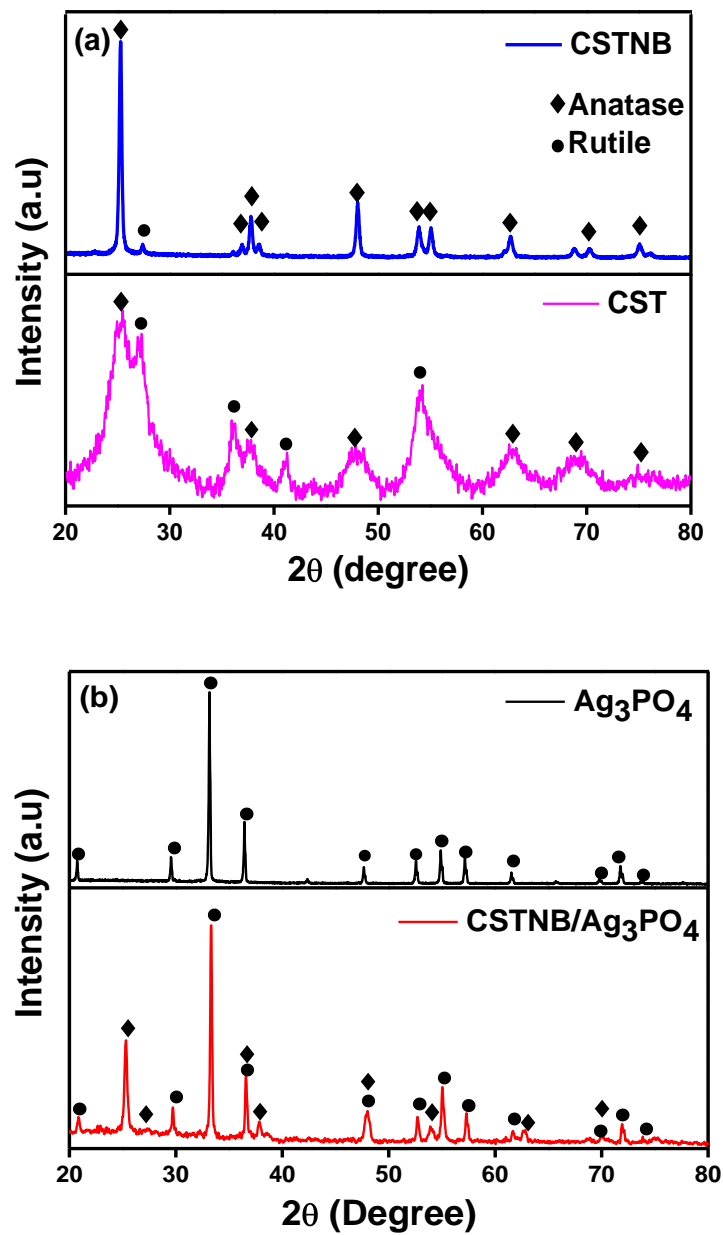 (a)
CSTNB
◆Anatase
●Rutile
CST
Intensity (a.u)
20 30 40 50 60 70 80
2θ (degree)
(b)
Ag₃PO₄
CSTNB/Ag₃PO₄
Intensity (a.u)
20 30 40 50 60 70 80
2θ (Degree)